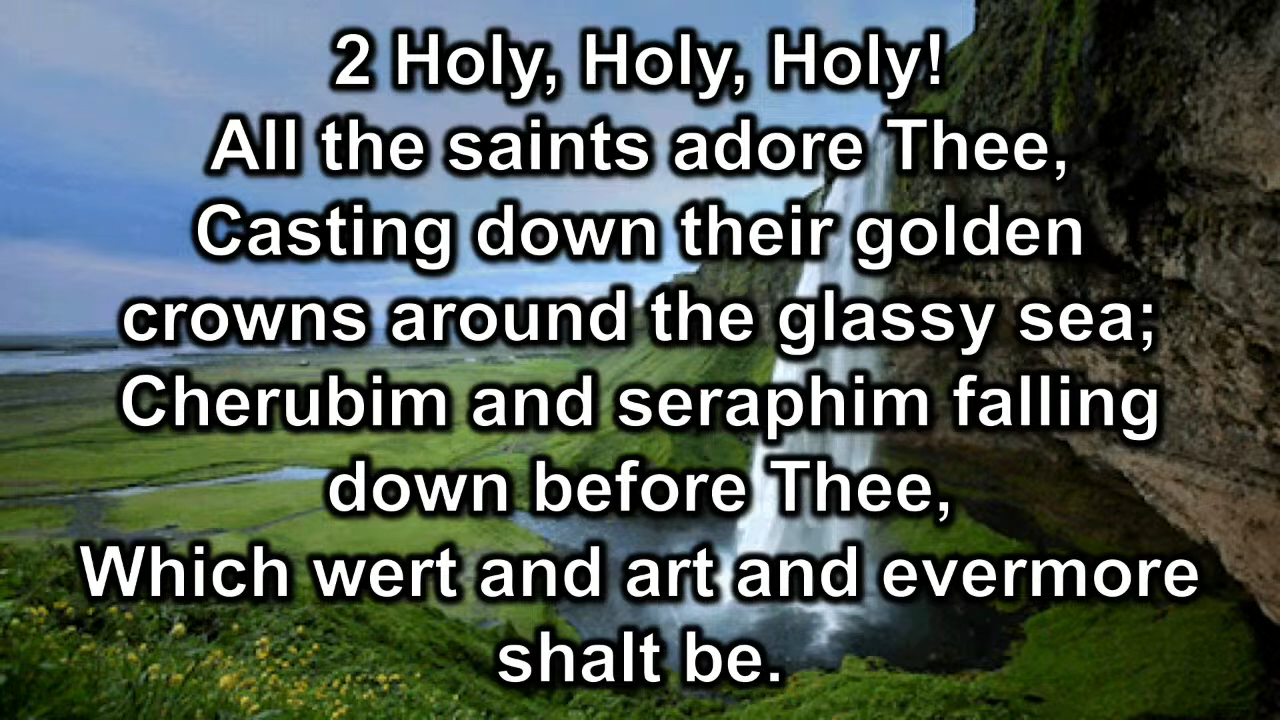 2 Holy, Holy, Holy!
All the saints adore Thee,
Casting down their golden
crowns around the glassy sea;
Cherubim and seraphim falling
down before Thee,
Which wert and art and evermore
shalt be.